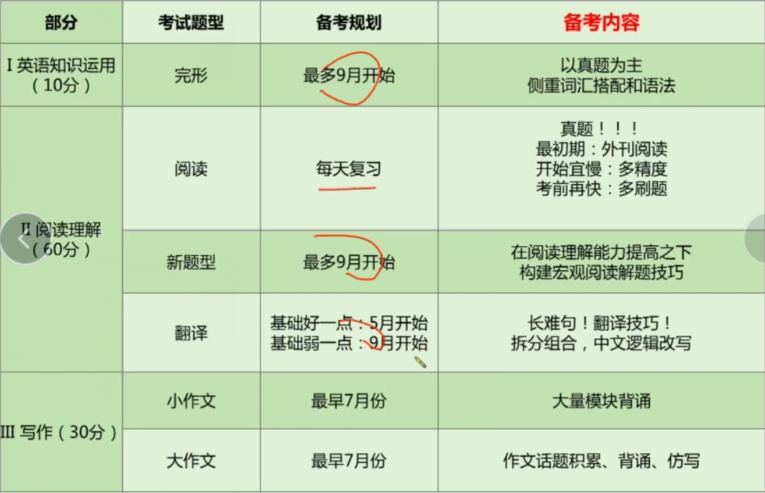 部分
考试题型
备考规划
备考内容
Ⅰ 英语知识运用
（10分）
完形
最多9月开始
以真题为主
侧重词汇搭配和语法
Ⅱ 阅读理解
（60分）
阅读
每天复习
真题！！！
最初期：外刊阅读
开始宜慢：多精度
考前再快：多刷题
新题型
最多9月开始
在阅读理解能力提高之下
构建宏观阅读解题技巧
翻译
基础好一点：5月开始
基础弱一点：9月开始
长难句！翻译技巧！
拆分组合，中文逻辑改写
Ⅲ 写作（30分）
小作文
最早7月份
大量模块背诵
大作文
最早7月份
作文话题积累、背诵、仿写